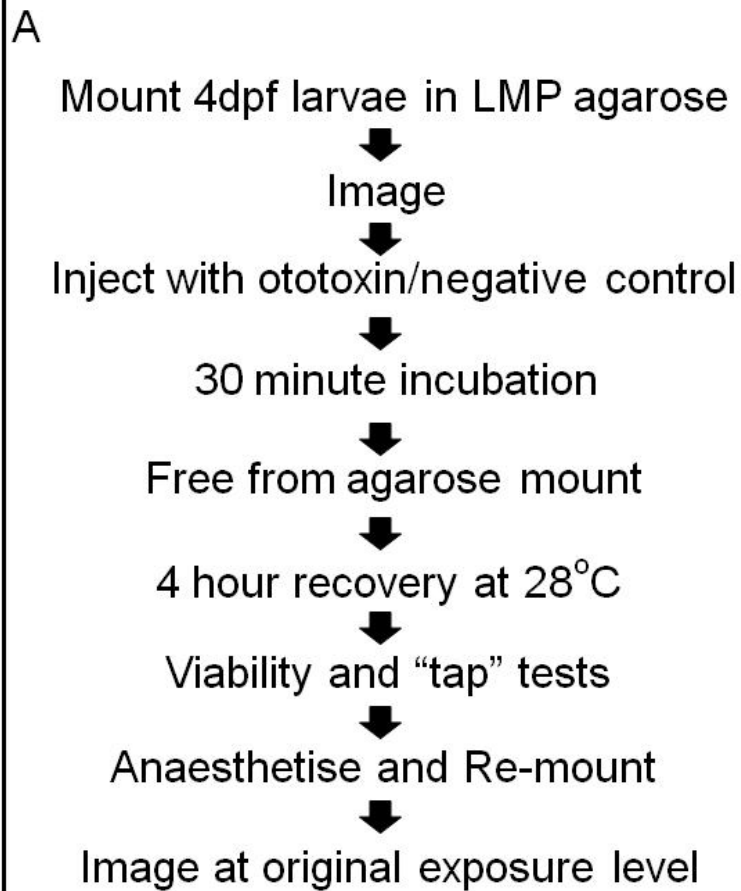 A
Mount 4dpf larvae in LMP agarose
Image
Inject with ototoxin/negative control
30 minute incubation
Free from agarose mount
4 hour recovery at 28°C
Viability and “tap” tests
Anaesthetise and Re-mount
Image at original exposure level